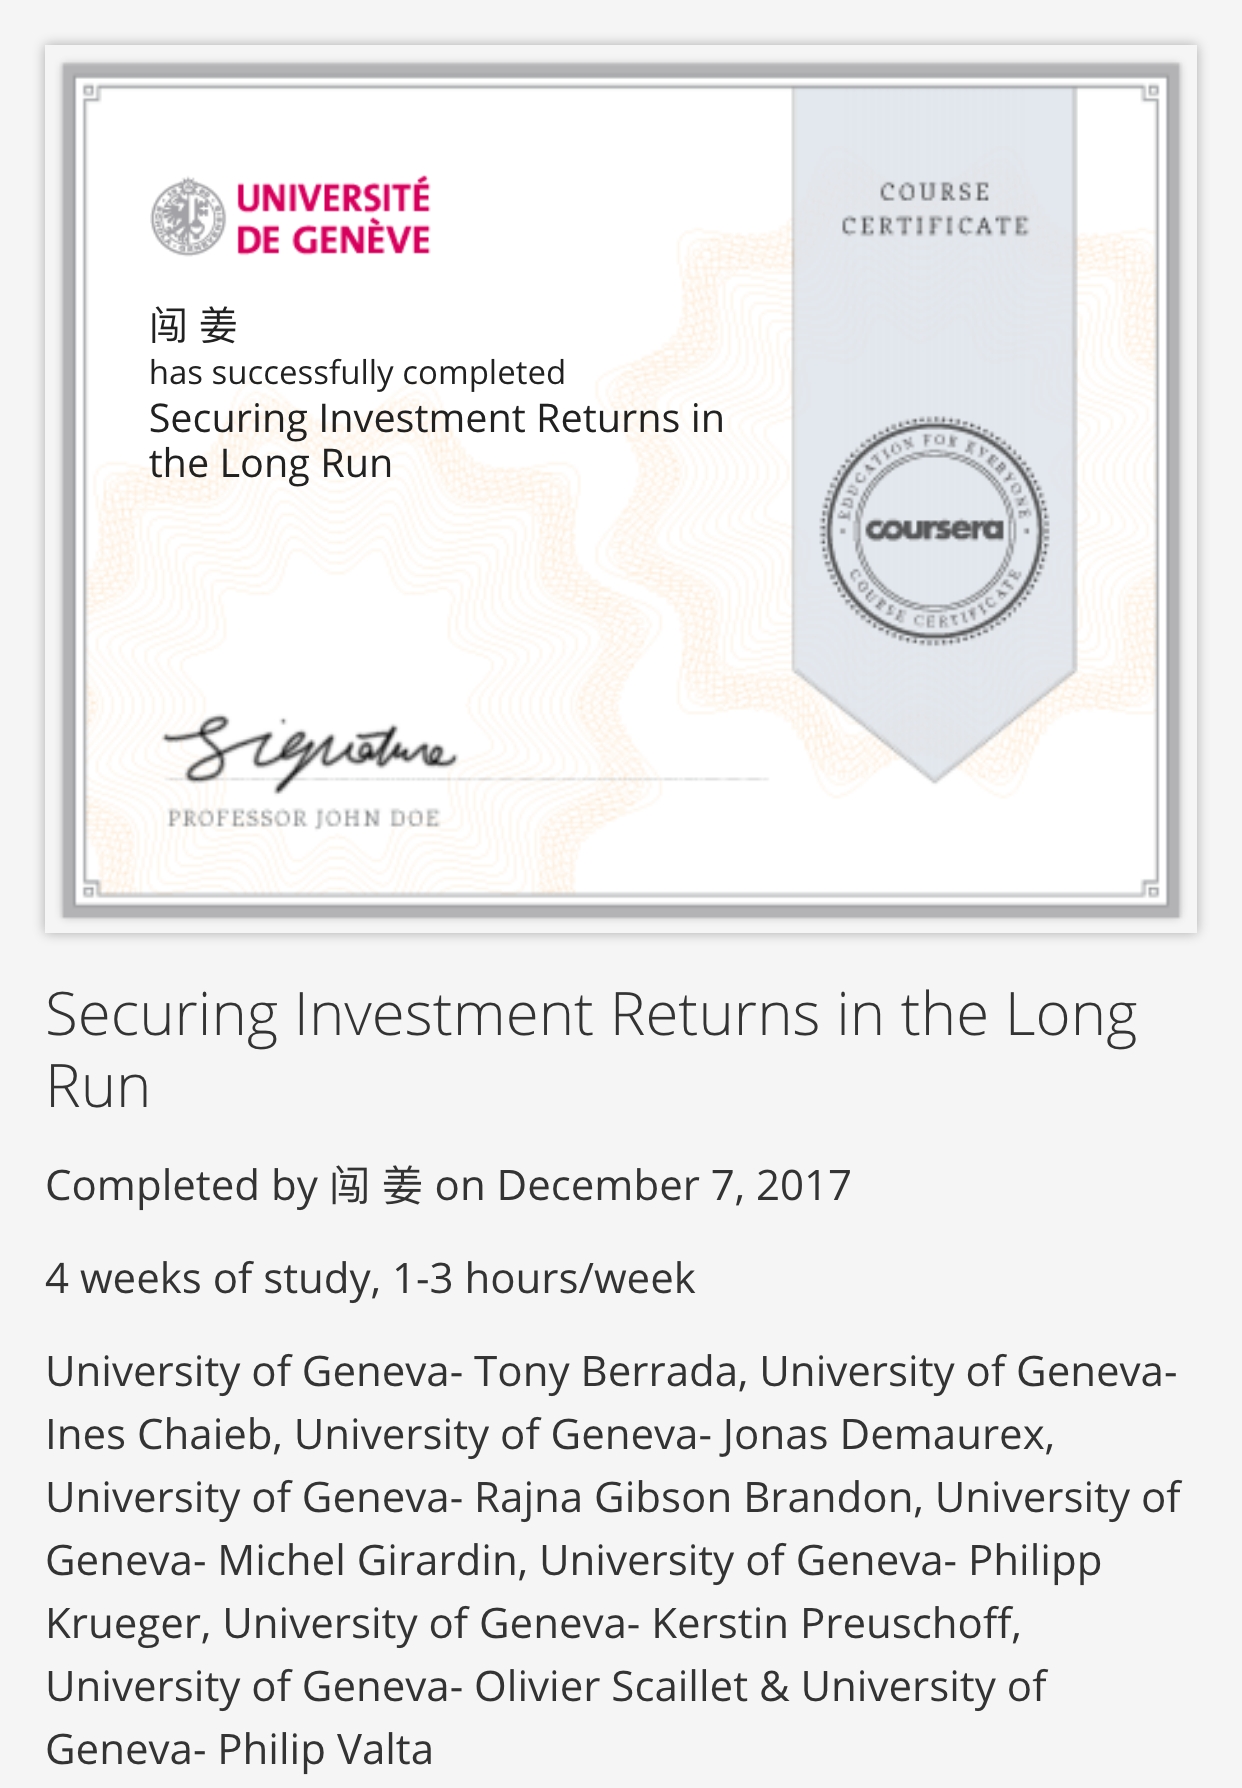 UNIVERSITÉ
DE GENÈVE
COURSE
CERTIFICATE
闯 姜
has successfully completed
Securing Investment Returns in
the Long Run
EDUCATION FOR EVERYONE
coursera
COURSE CERTIFICATE
Signature
PROFESSOR JOHN DOE
Securing Investment Returns in the Long
Run
Completed by 闯 姜 on December 7, 2017
4 weeks of study, 1-3 hours/week
University of Geneva- Tony Berrada, University of Geneva-
Ines Chaieb, University of Geneva- Jonas Demaurex,
University of Geneva- Rajna Gibson Brandon, University of
Geneva- Michel Girardin, University of Geneva- Philipp
Krueger, University of Geneva- Kerstin Preuschoff,
University of Geneva- Olivier Scaillet & University of
Geneva- Philip Valta